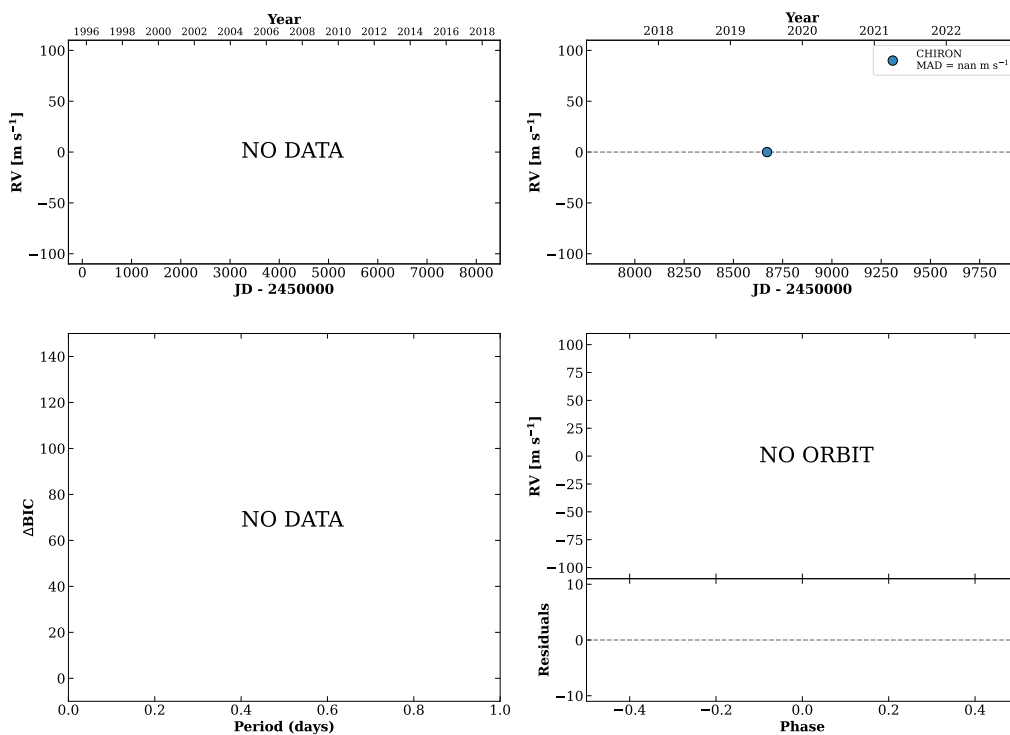 Year
1996 1998 2000 2002 2004 2006 2008 2010 2012 2014 2016 2018
100
50
0
−50
−100
RV [m s⁻¹]
NO DATA
0 1000 2000 3000 4000 5000 6000 7000 8000
JD - 2450000
Year
2018 2019 2020 2021 2022
CHIRON
MAD = nan m s⁻¹
100
50
0
−50
−100
RV [m s⁻¹]
8000 8250 8500 8750 9000 9250 9500 9750
JD - 2450000
140
120
100
80
60
40
20
0
ΔBIC
NO DATA
0.0 0.2 0.4 0.6 0.8 1.0
Period (days)
100
75
50
25
0
−25
−50
−75
−100
RV [m s⁻¹]
NO ORBIT
10
0
−10
Residuals
−0.4 −0.2 0.0 0.2 0.4
Phase